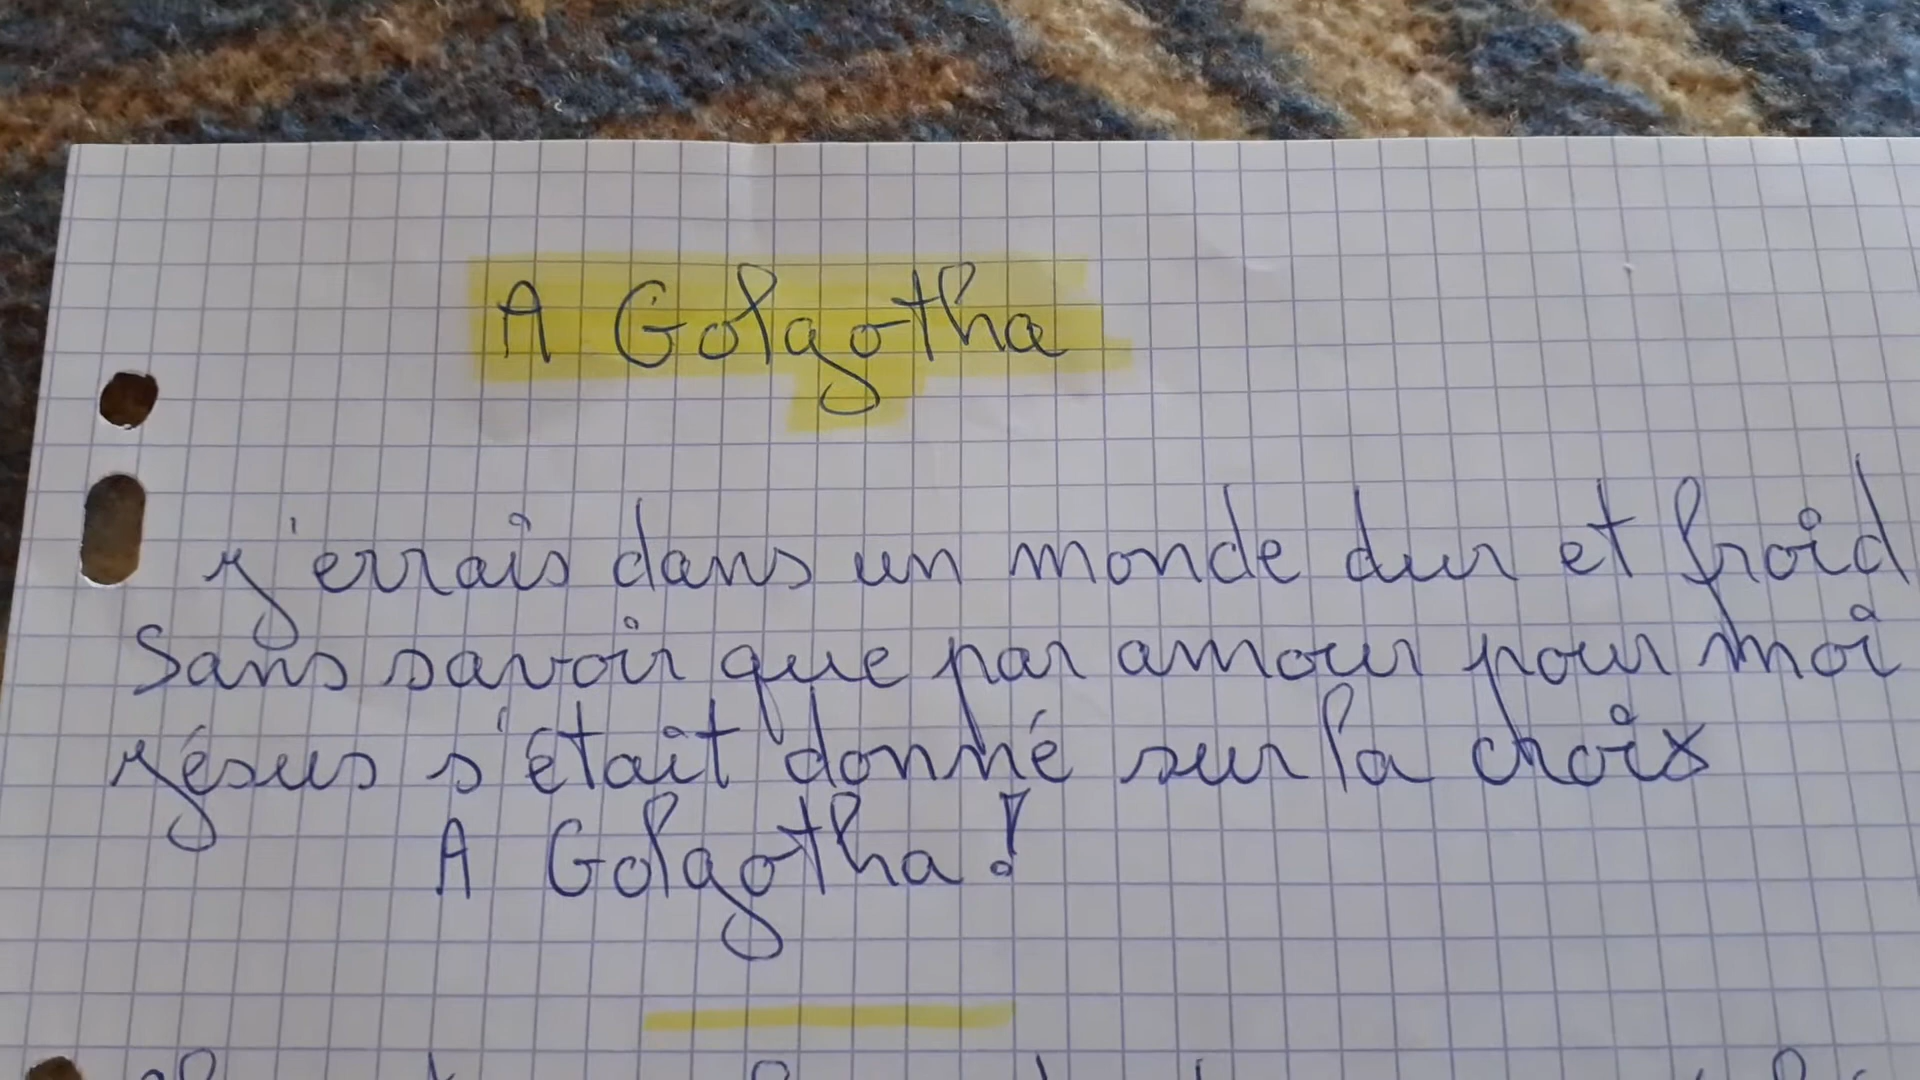 A Golgotha
J'errais dans un monde dur et froid
Sans savoir que par amour pour moi
Jésus s'était donné sur la croix
A Golgotha!